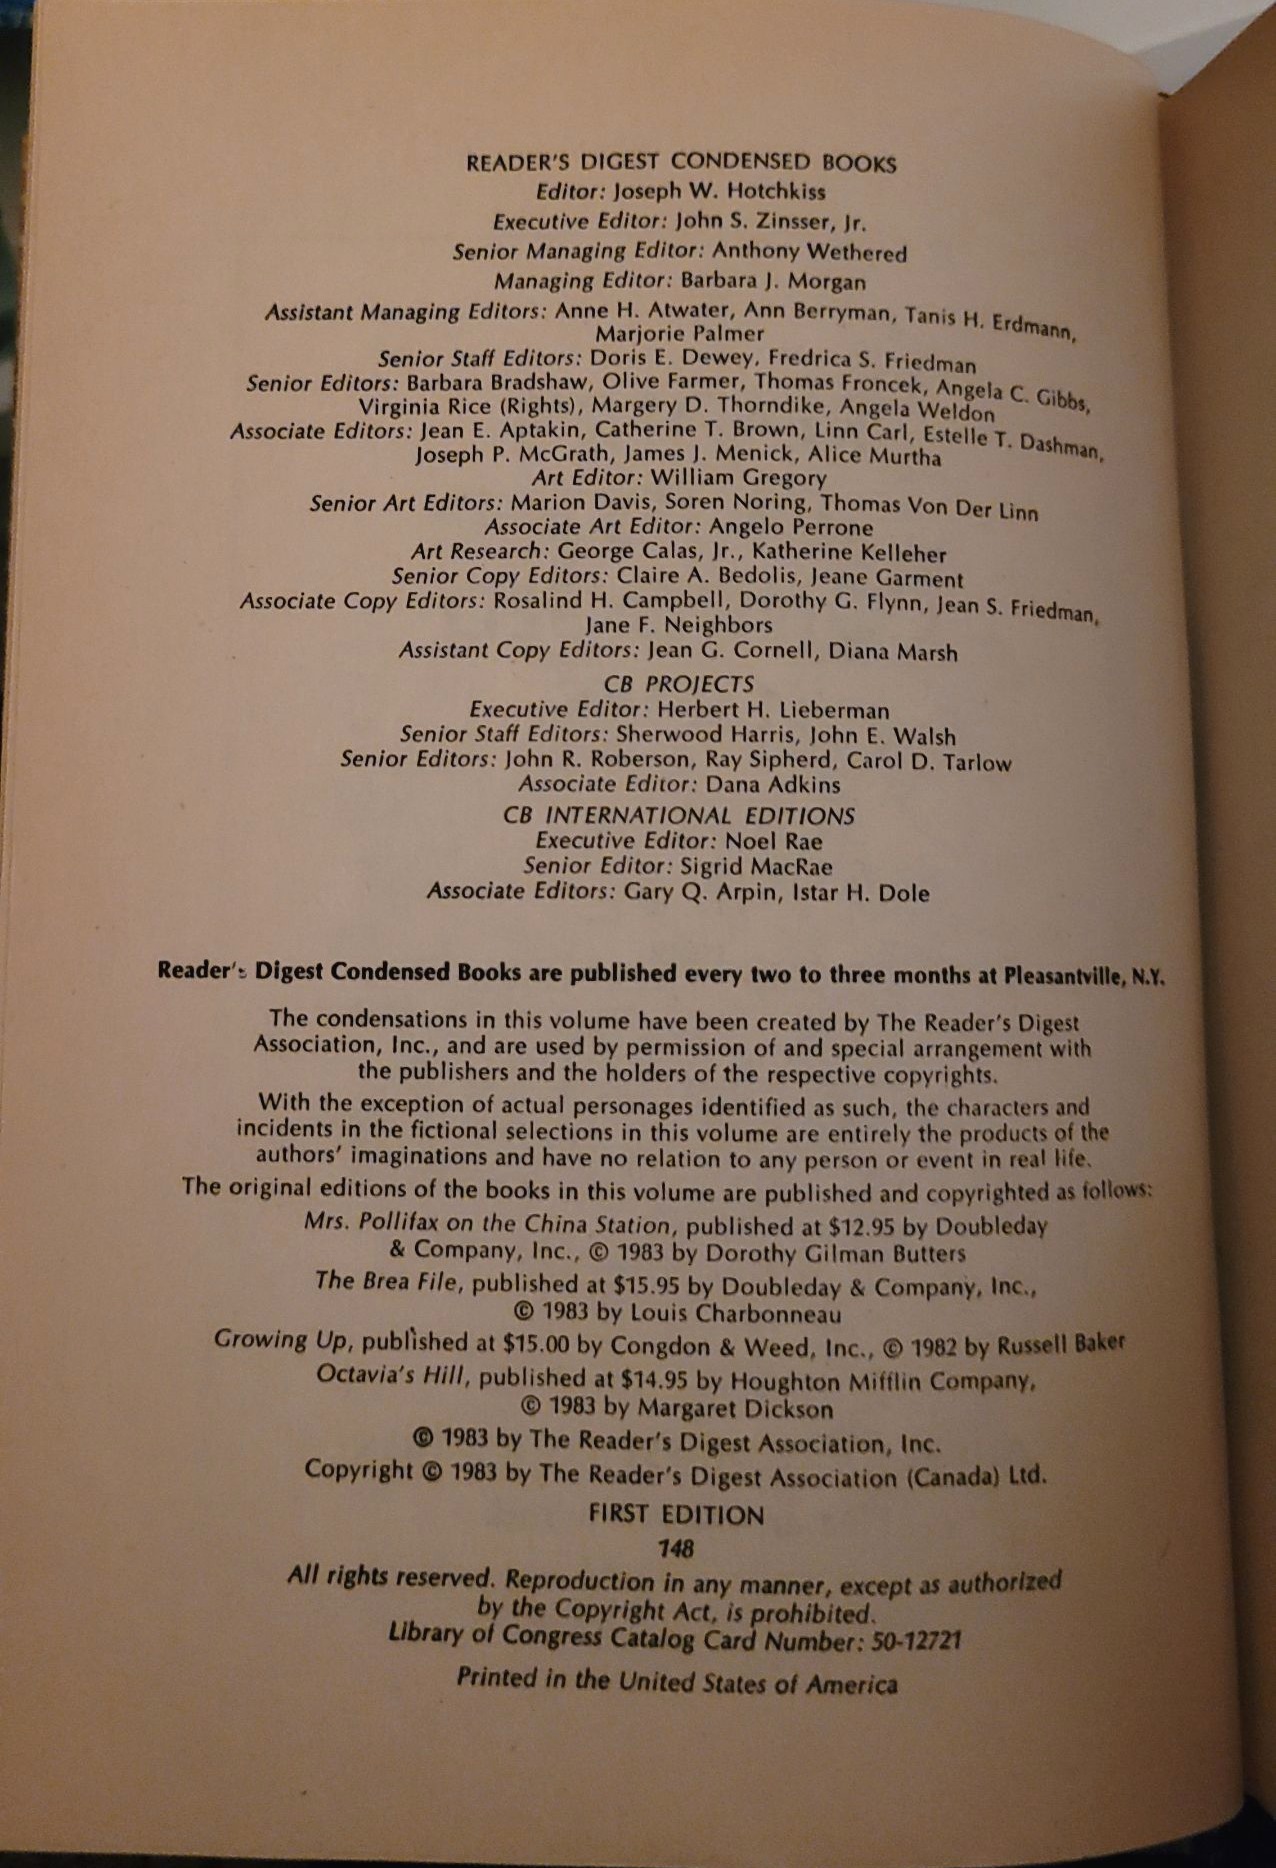 READER'S DIGEST CONDENSED BOOKS
Editor: Joseph W. Hotchkiss
Executive Editor: John S. Zinsser, Jr.
Senior Managing Editor: Anthony Wethered
Managing Editor: Barbara J. Morgan
Assistant Managing Editors: Anne H. Atwater, Ann Berryman, Tanis H. Erdmann,
Marjorie Palmer
Senior Staff Editors: Doris E. Dewey, Fredrica S. Friedman
Senior Editors: Barbara Bradshaw, Olive Farmer, Thomas Froncek, Angela C. Gibbs,
Virginia Rice (Rights), Margery D. Thorndike, Angela Weldon
Associate Editors: Jean E. Aptakin, Catherine T. Brown, Linn Carl, Estelle T. Dashman,
Joseph P. McGrath, James J. Menick, Alice Murtha
Art Editor: William Gregory
Senior Art Editors: Marion Davis, Soren Noring, Thomas Von Der Linn
Associate Art Editor: Angelo Perrone
Art Research: George Calas, Jr., Katherine Kelleher
Senior Copy Editors: Claire A. Bedolis, Jeane Garment
Associate Copy Editors: Rosalind H. Campbell, Dorothy G. Flynn, Jean S. Friedman,
Jane F. Neighbors
Assistant Copy Editors: Jean G. Cornell, Diana Marsh
CB PROJECTS
Executive Editor: Herbert H. Lieberman
Senior Staff Editors: Sherwood Harris, John E. Walsh
Senior Editors: John R. Roberson, Ray Sipherd, Carol D. Tarlow
Associate Editor: Dana Adkins
CB INTERNATIONAL EDITIONS
Executive Editor: Noel Rae
Senior Editor: Sigrid MacRae
Associate Editors: Gary Q. Arpin, Istar H. Dole
Reader's Digest Condensed Books are published every two to three months at Pleasantville, N.Y.
The condensations in this volume have been created by The Reader's Digest
Association, Inc., and are used by permission of and special arrangement with
the publishers and the holders of the respective copyrights.
With the exception of actual personages identified as such, the characters and
incidents in the fictional selections in this volume are entirely the products of the
authors' imaginations and have no relation to any person or event in real life.
The original editions of the books in this volume are published and copyrighted as follows:
Mrs. Pollifax on the China Station, published at $12.95 by Doubleday
& Company, Inc., © 1983 by Dorothy Gilman Butters
The Brea File, published at $15.95 by Doubleday & Company, Inc.,
© 1983 by Louis Charbonneau
Growing Up, published at $15.00 by Congdon & Weed, Inc., © 1982 by Russell Baker
Octavia's Hill, published at $14.95 by Houghton Mifflin Company,
© 1983 by Margaret Dickson
© 1983 by The Reader's Digest Association, Inc.
Copyright © 1983 by The Reader's Digest Association (Canada) Ltd.
FIRST EDITION
148
All rights reserved. Reproduction in any manner, except as authorized
by the Copyright Act, is prohibited.
Library of Congress Catalog Card Number: 50-12721
Printed in the United States of America